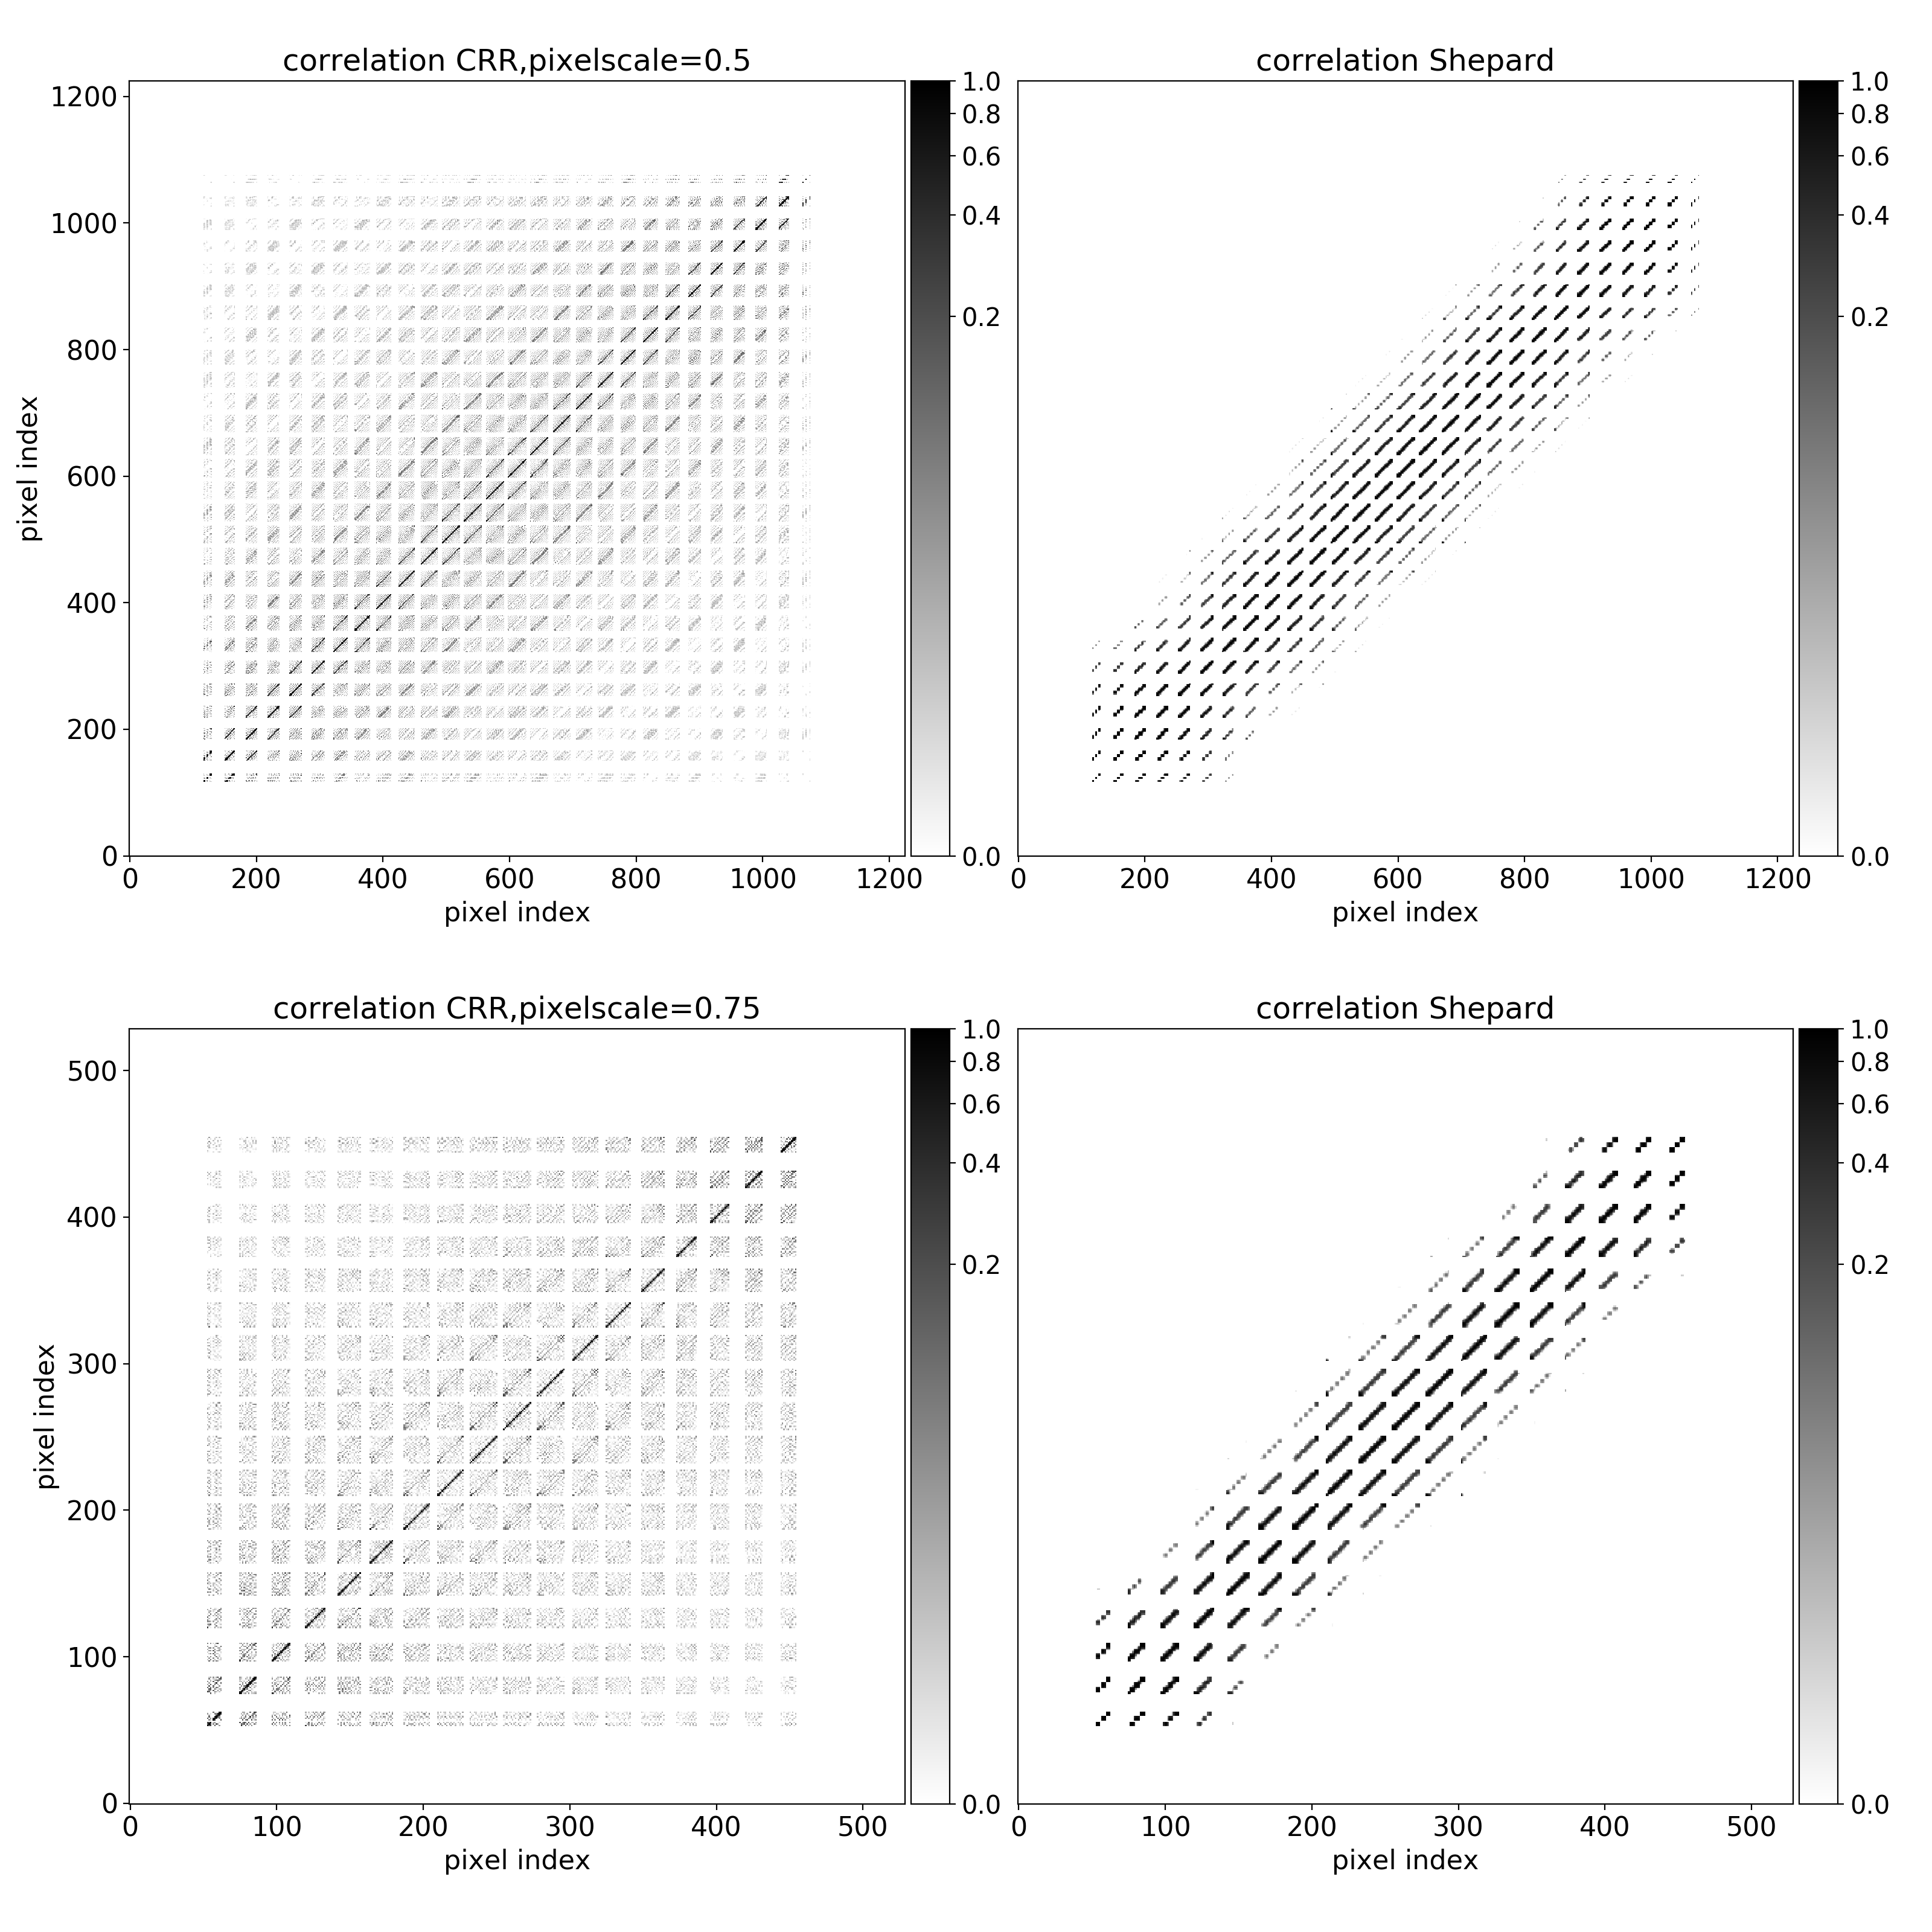 correlation CRR,pixelscale=0.5
correlation Shepard
1200
1000
800
600
400
200
0
pixel index
0 200 400 600 800 1000 1200
pixel index
1.0
0.8
0.6
0.4
0.2
0.0
0 200 400 600 800 1000 1200
pixel index
1.0
0.8
0.6
0.4
0.2
0.0
correlation CRR,pixelscale=0.75
correlation Shepard
500
400
300
200
100
0
pixel index
0 100 200 300 400 500
pixel index
1.0
0.8
0.6
0.4
0.2
0.0
0 100 200 300 400 500
pixel index
1.0
0.8
0.6
0.4
0.2
0.0